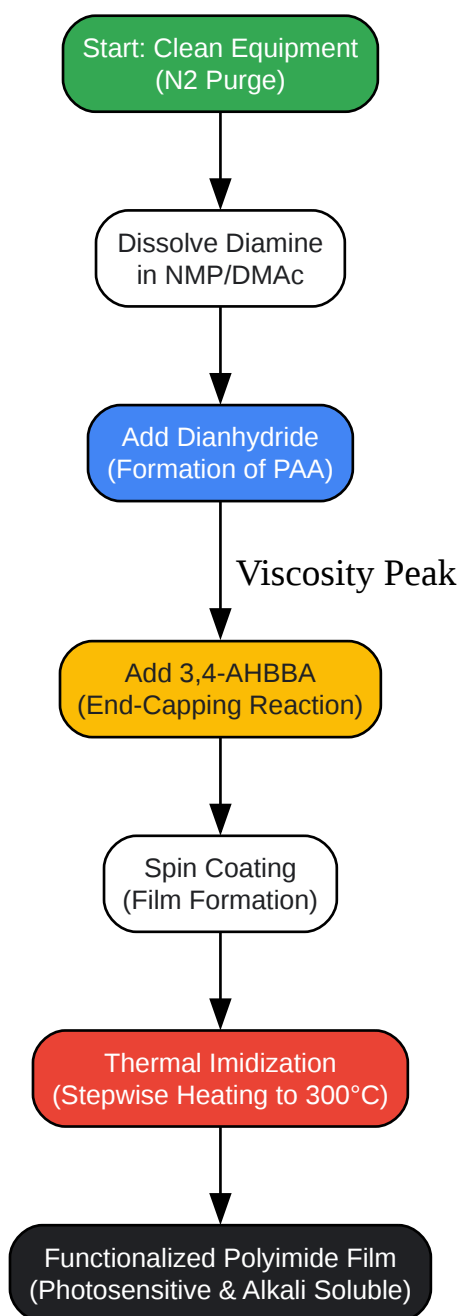 Start: Clean Equipment
(N2 Purge)
Dissolve Diamine
in NMP/DMAc
Add Dianhydride
(Formation of PAA)
Viscosity Peak
Add 3,4-AHBBA
(End-Capping Reaction)
Spin Coating
(Film Formation)
Thermal Imidization
(Stepwise Heating to 300°C)
Functionalized Polyimide Film
(Photosensitive & Alkali Soluble)